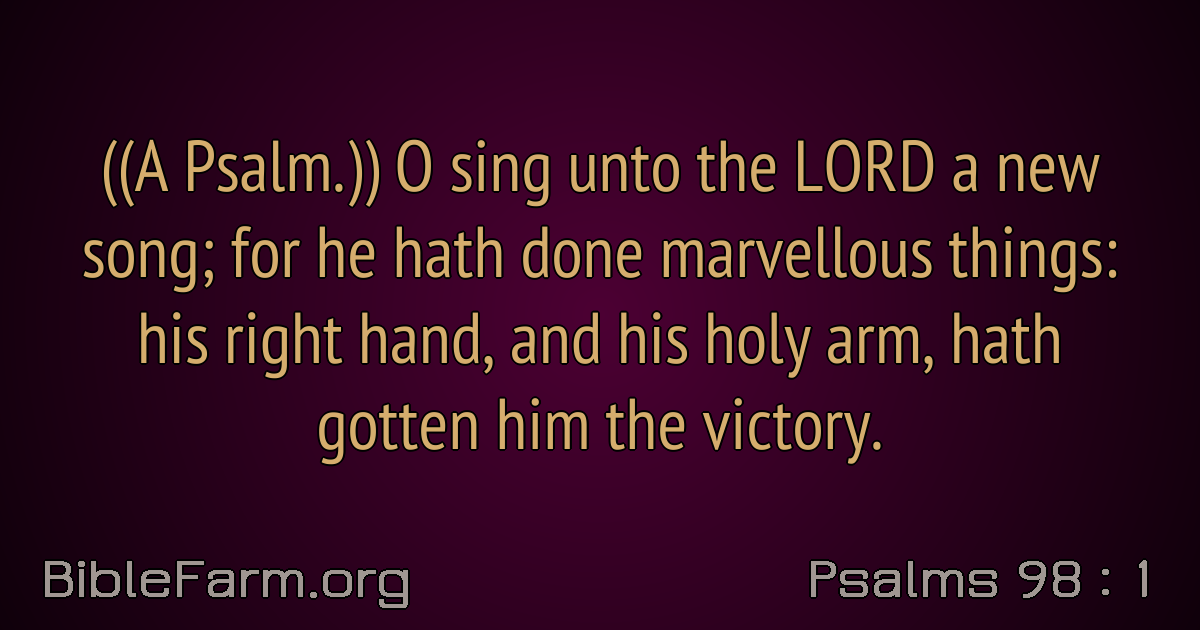 ((A Psalm.)) O sing unto the LORD a new
song; for he hath done marvellous things:
his right hand, and his holy arm, hath
gotten him the victory.
BibleFarm.org
Psalms 98 : 1